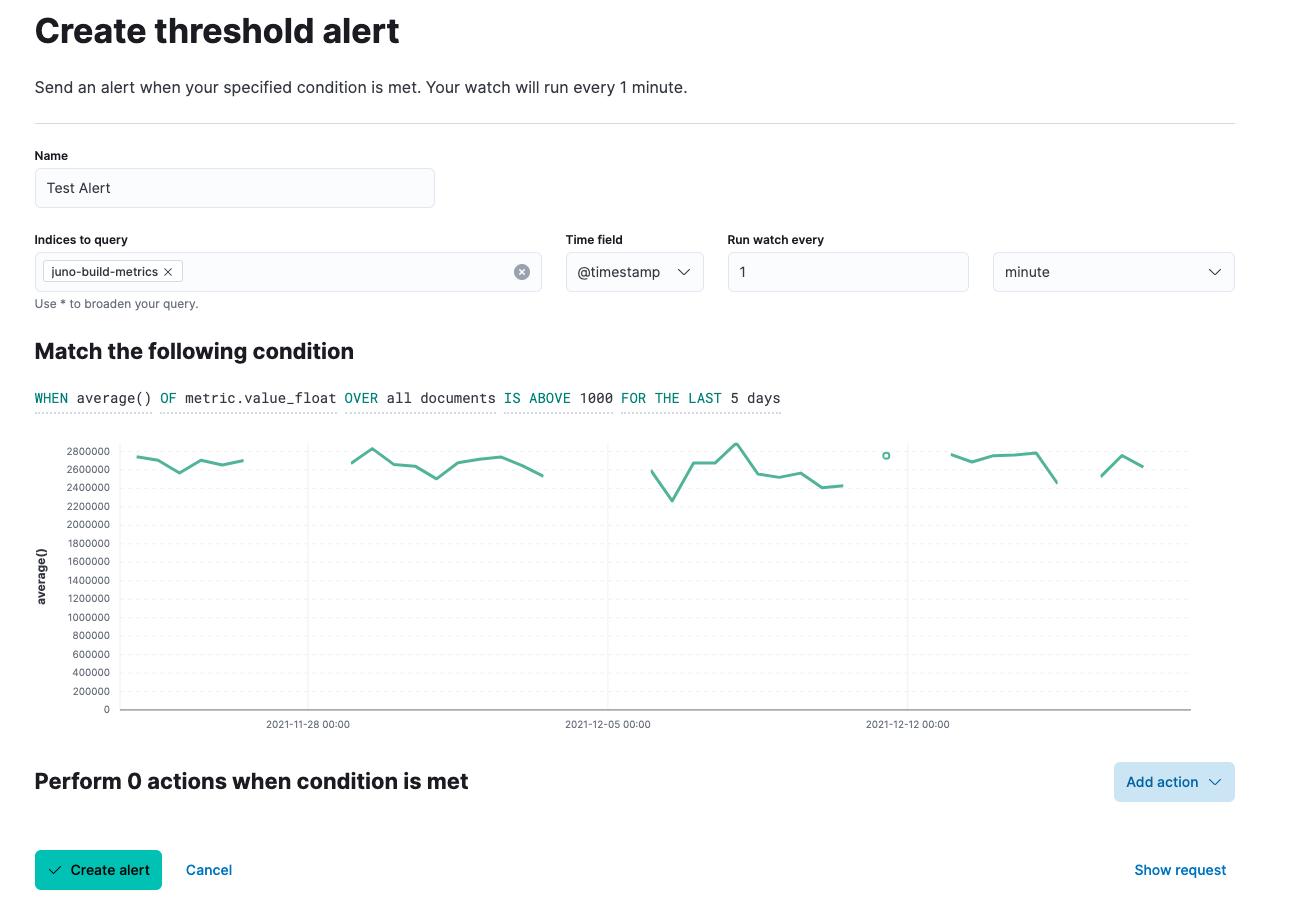 Create threshold alert
Send an alert when your specified condition is met. Your watch will run every 1 minute.
Name
Test Alert
Indices to query
Time field
Run watch every
juno-build-metrics
@timestamp
1
minute
Use * to broaden your query.
Match the following condition
WHEN average() OF metric.value_float OVER all documents IS ABOVE 1000 FOR THE LAST 5 days
average()
2800000
2600000
2400000
2200000
2000000
1800000
1600000
1400000
1200000
1000000
800000
600000
400000
200000
0
2021-11-28 00:00
2021-12-05 00:00
2021-12-12 00:00
Perform 0 actions when condition is met
Add action
Create alert
Cancel
Show request